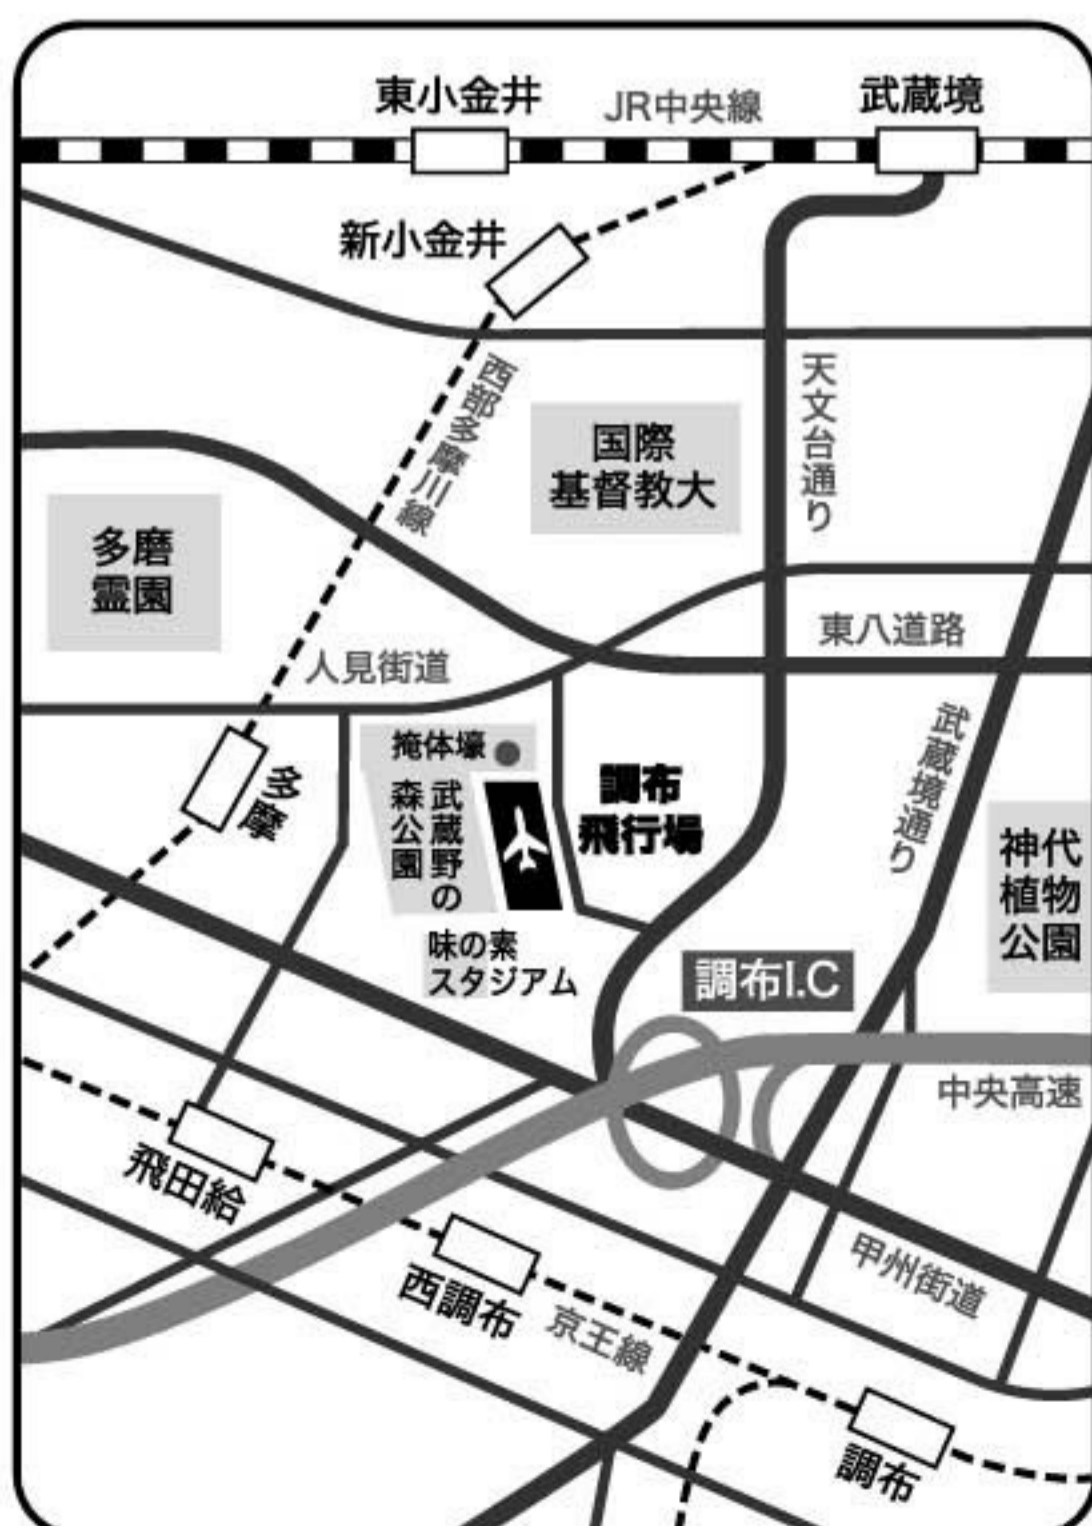 東小金井
JR中央線
武蔵境
新小金井
西部多摩川線
天文台通り
国際
基督教大
多磨
霊園
東八道路
人見街道
武蔵境通り
掩体壕
武蔵野の
森公園
多摩
調布
飛行場
神代
植物
公園
味の素
スタジアム
調布I.C
中央高速
飛田給
甲州街道
西調布
京王線
調布